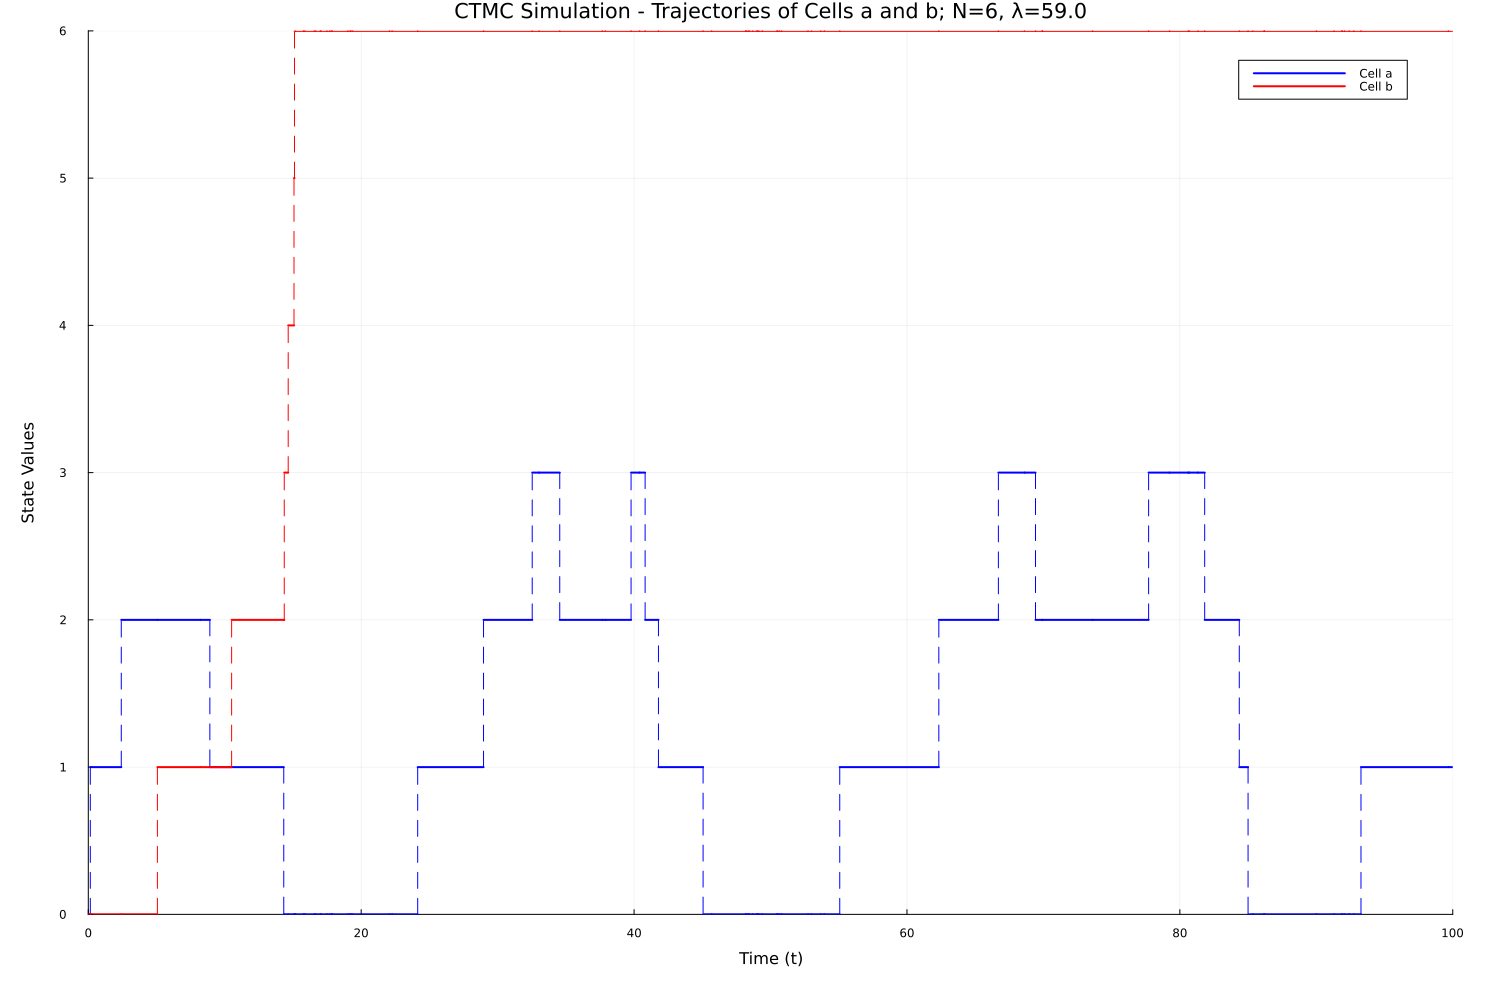 CTMC Simulation - Trajectories of Cells a and b; N=6, λ=59.0
Cell a
Cell b
State Values
6
5
4
3
2
1
0
0 20 40 60 80 100
Time (t)